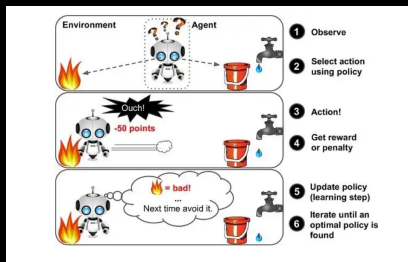 Environment
Agent
? ? ?
1 Observe
2 Select action
using policy
Ouch!
-50 points
3 Action!
4 Get reward
or penalty
= bad!
...
Next time avoid it.
5 Update policy
(learning step)
6 Iterate until an
optimal policy is
found